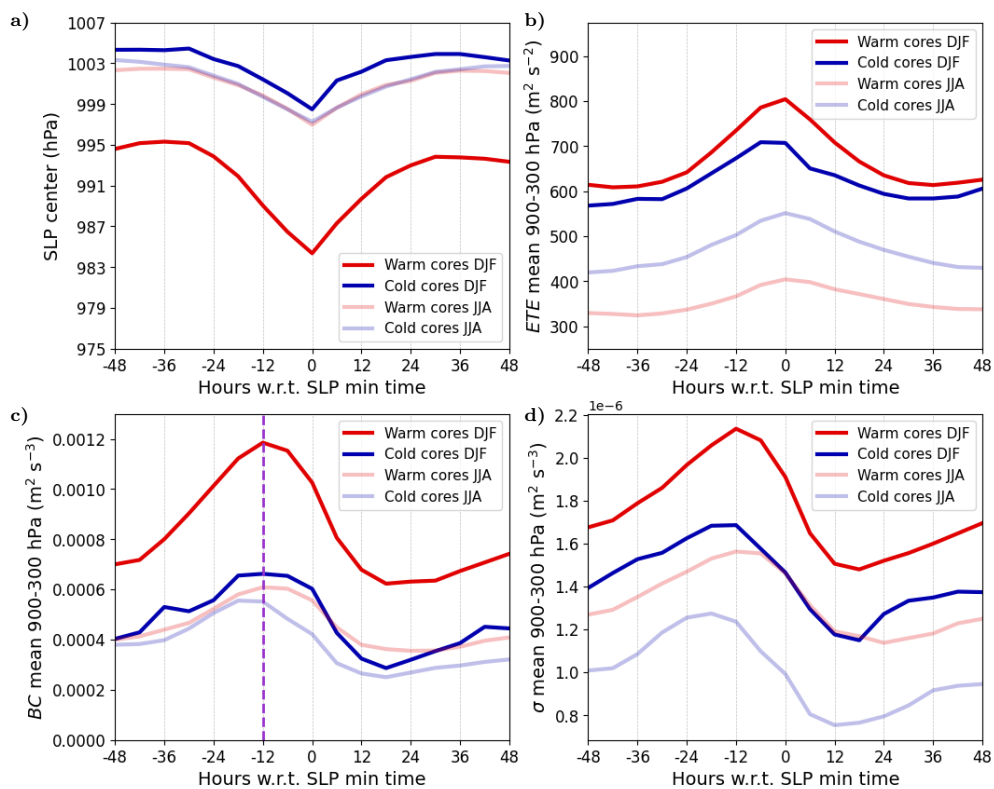 a)
1007
1003
999
995
991
987
983
979
975
SLP center (hPa)
Warm cores DJF
Cold cores DJF
Warm cores JJA
Cold cores JJA
-48 -36 -24 -12 0 12 24 36 48
Hours w.r.t. SLP min time
b)
900
800
700
600
500
400
300
ETE mean 900-300 hPa (m² s⁻²)
Warm cores DJF
Cold cores DJF
Warm cores JJA
Cold cores JJA
-48 -36 -24 -12 0 12 24 36 48
Hours w.r.t. SLP min time
c)
0.0012
0.0010
0.0008
0.0006
0.0004
0.0002
0.0000
BC mean 900-300 hPa (m² s⁻³)
Warm cores DJF
Cold cores DJF
Warm cores JJA
Cold cores JJA
-48 -36 -24 -12 0 12 24 36 48
Hours w.r.t. SLP min time
d)
1e-6
2.2
2.0
1.8
1.6
1.4
1.2
1.0
0.8
σ mean 900-300 hPa (m² s⁻³)
Warm cores DJF
Cold cores DJF
Warm cores JJA
Cold cores JJA
-48 -36 -24 -12 0 12 24 36 48
Hours w.r.t. SLP min time